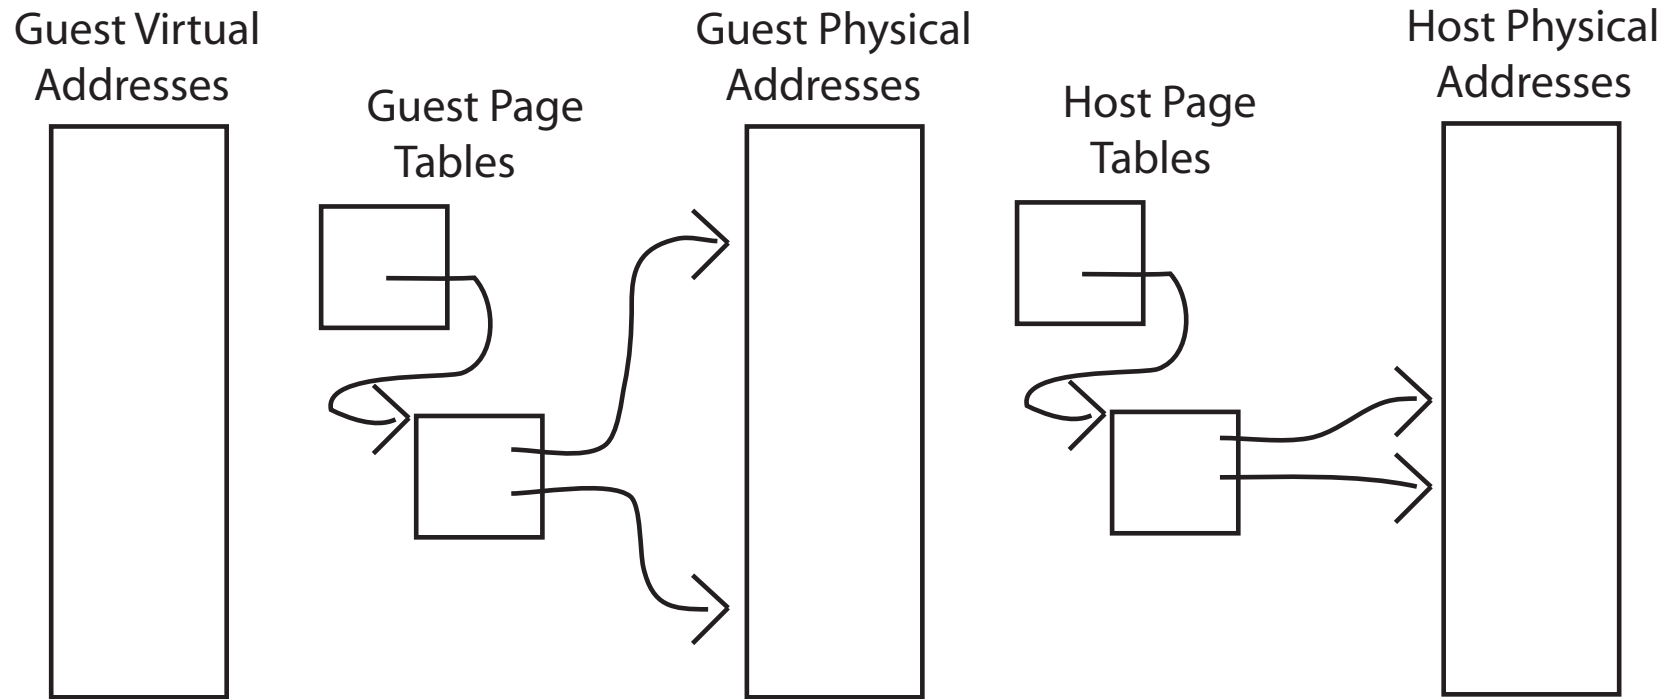 Guest Virtual
Addresses
Guest Page
Tables
Guest Physical
Addresses
Host Page
Tables
Host Physical
Addresses